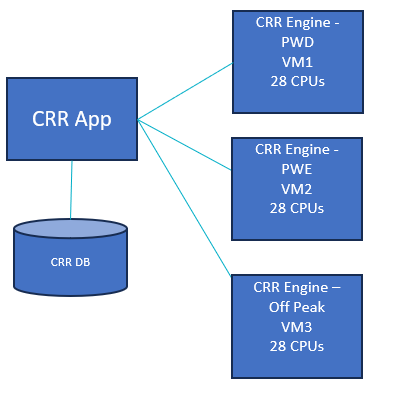 CRR Engine -
PWD
VM1
28 CPUs
CRR App
CRR Engine -
PWE
VM2
28 CPUs
CRR DB
CRR Engine –
Off Peak
VM3
28 CPUs